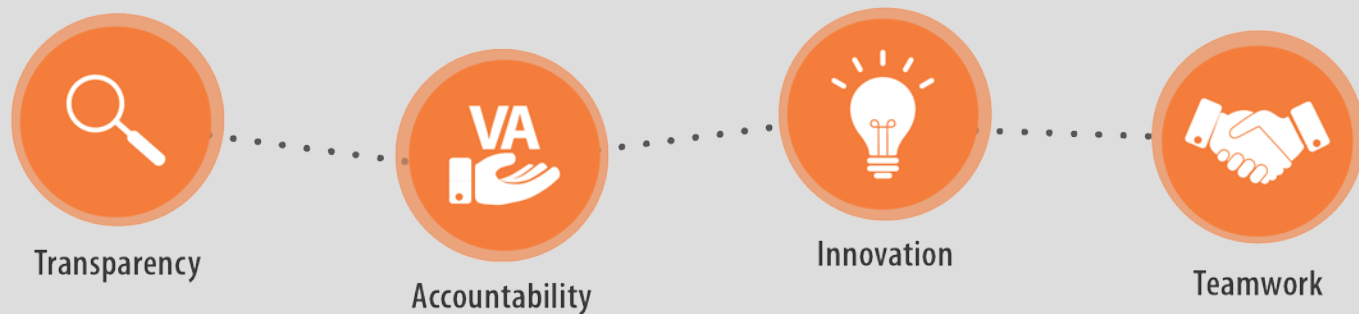 Transparency
VA
Accountability
Innovation
Teamwork